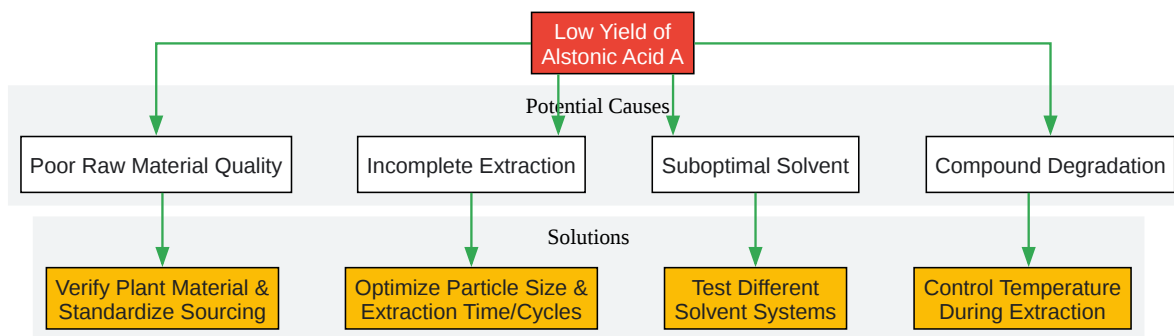 Low Yield of
Alstonic Acid A
Potential Causes
Poor Raw Material Quality
Incomplete Extraction
Suboptimal Solvent
Compound Degradation
Solutions
Verify Plant Material &
Standardize Sourcing
Optimize Particle Size &
Extraction Time/Cycles
Test Different
Solvent Systems
Control Temperature
During Extraction